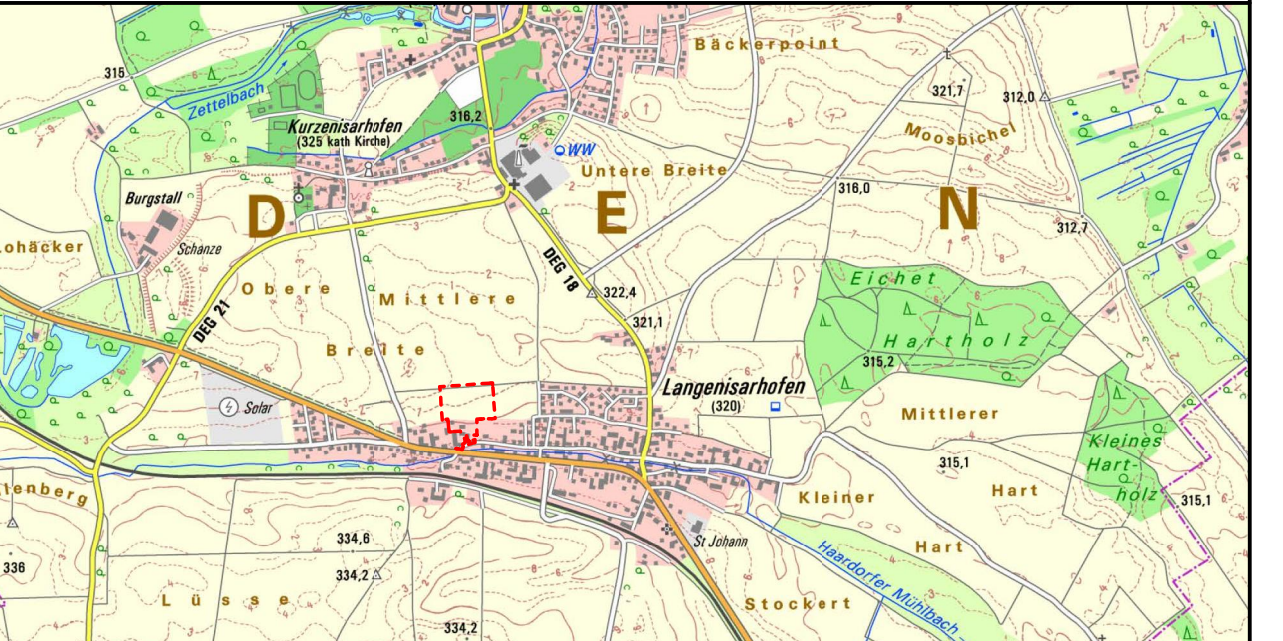 Bäckerpoint
315
Zettelbach
321,7
312,0
316,2
Kurzenisarhofen
(325 kath Kirche)
Moosbichel
WW
Untere Breite
316,0
Burgstall
D E N
312,7
Lohäcker
Schanze
DEG 18
Eichet
Obere
Mittlere
322,4
DEG 21
321,1
Hartholz
Breite
315,2
Langenisarhofen
(320)
Solar
Mittlerer
Kleines
Hart-
holz
315,1
315,1
Kleiner
Hart
lenberg
St Johann
Hart
334,6
336
334,2
Haardorfer Mühlbach
Lüsse
Stockert
334,2